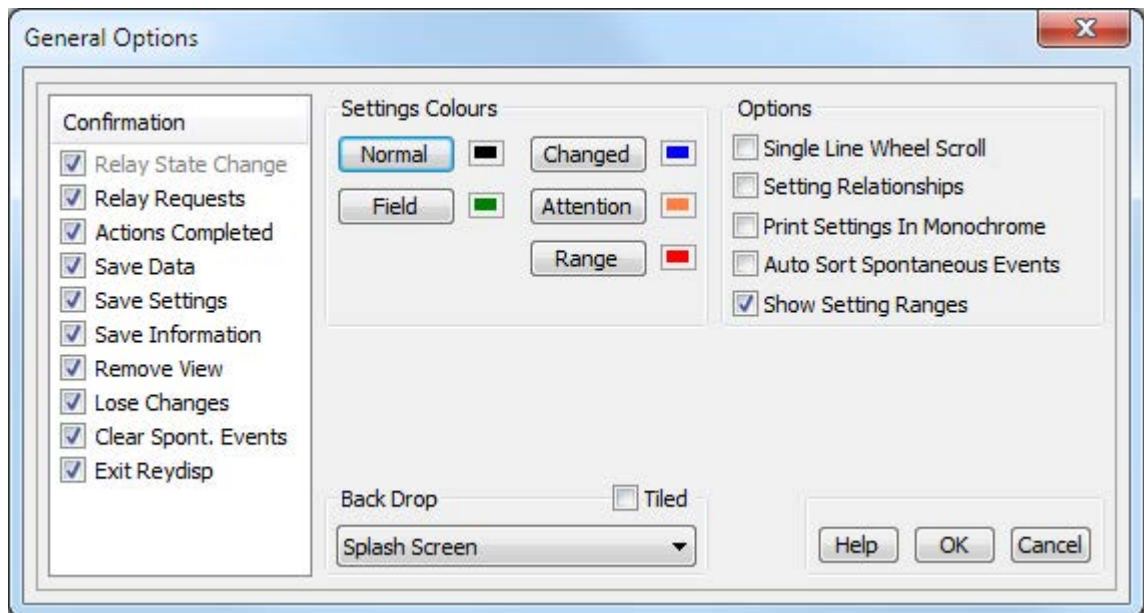 General Options
Confirmation
Relay State Change
Relay Requests
Actions Completed
Save Data
Save Settings
Save Information
Remove View
Lose Changes
Clear Spont. Events
Exit Reydisp
Settings Colours
Normal
Changed
Field
Attention
Range
Options
Single Line Wheel Scroll
Setting Relationships
Print Settings In Monochrome
Auto Sort Spontaneous Events
Show Setting Ranges
Back Drop
Tiled
Splash Screen
Help
OK
Cancel